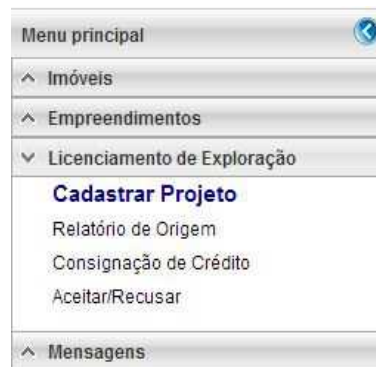 Menu principal
Imóveis
Empreendimentos
Licenciamento de Exploração
Cadastrar Projeto
Relatório de Origem
Consignação de Crédito
Aceitar/Recusar
Mensagens